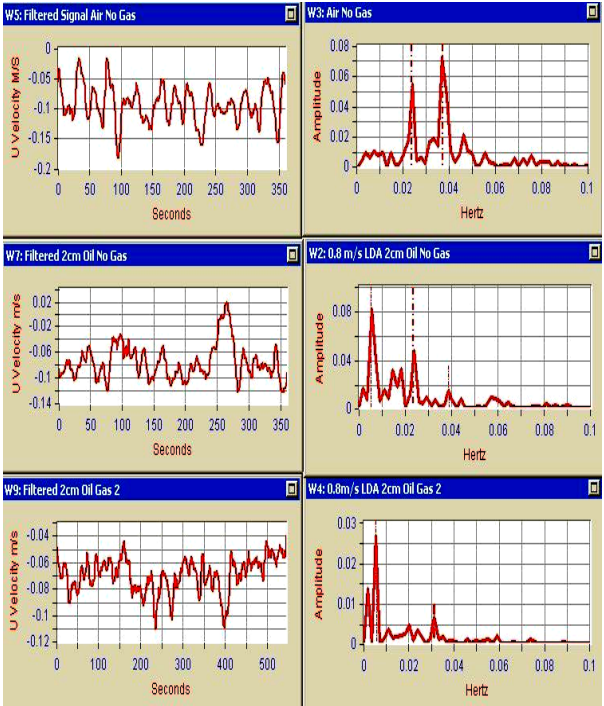 W5: Filtered Signal Air No Gas
U Velocity M/S
0
-0.05
-0.1
-0.15
-0.2
0 50 100 150 200 250 300 350
Seconds
W3: Air No Gas
Amplitude
0.08
0.06
0.04
0.02
0
0 0.02 0.04 0.06 0.08 0.1
Hertz
W7: Filtered 2cm Oil No Gas
U Velocity m/s
0.02
-0.02
-0.06
-0.1
-0.14
0 50 100 150 200 250 300 350
Seconds
W2: 0.8 m/s LDA 2cm Oil No Gas
Amplitude
0.08
0.04
0
0 0.02 0.04 0.06 0.08 0.1
Hertz
W9: Filtered 2cm Oil Gas 2
U Velocity m/s
-0.04
-0.06
-0.08
-0.1
-0.12
0 100 200 300 400 500
Seconds
W4: 0.8m/s LDA 2cm Oil Gas 2
Amplitude
0.03
0.02
0.01
0
0 0.02 0.04 0.06 0.08 0.1
Hertz